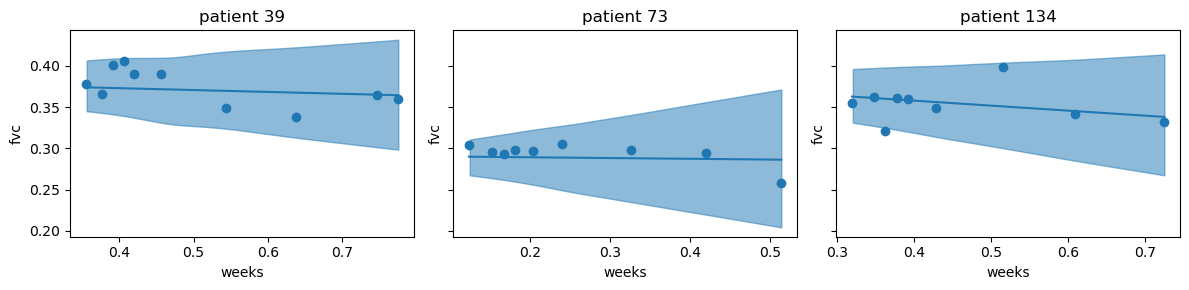 patient 39
patient 73
patient 134
fvc
0.40
0.35
0.30
0.25
0.20
fvc
fvc
0.4 0.5 0.6 0.7
0.2 0.3 0.4 0.5
0.3 0.4 0.5 0.6 0.7
weeks
weeks
weeks